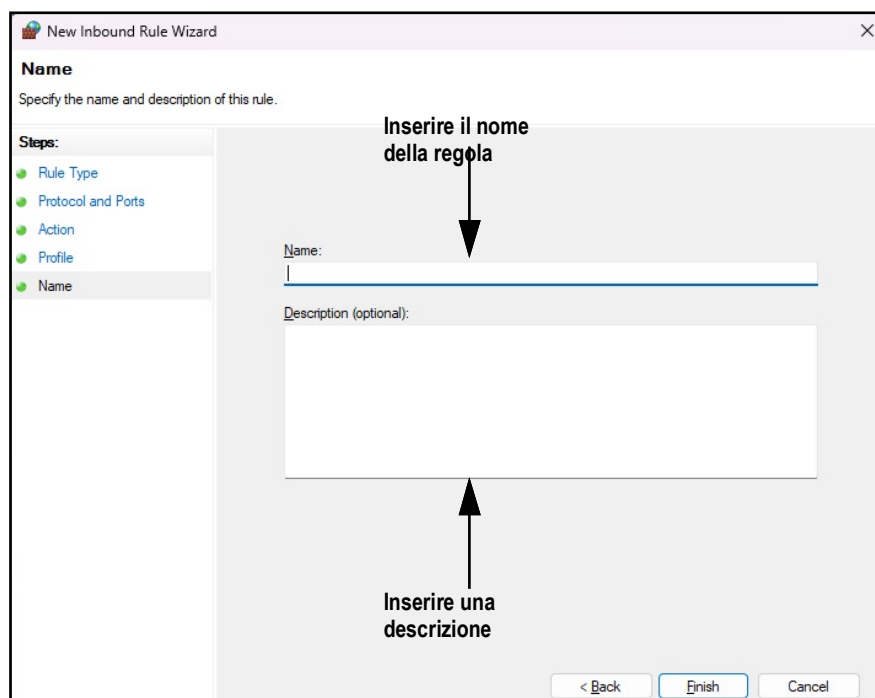 New Inbound Rule Wizard
Name
Specify the name and description of this rule.
Inserire il nome
della regola
Steps:
Rule Type
Protocol and Ports
Action
Profile
Name
Name:
Description (optional):
Inserire una
descrizione
< Back
Finish
Cancel